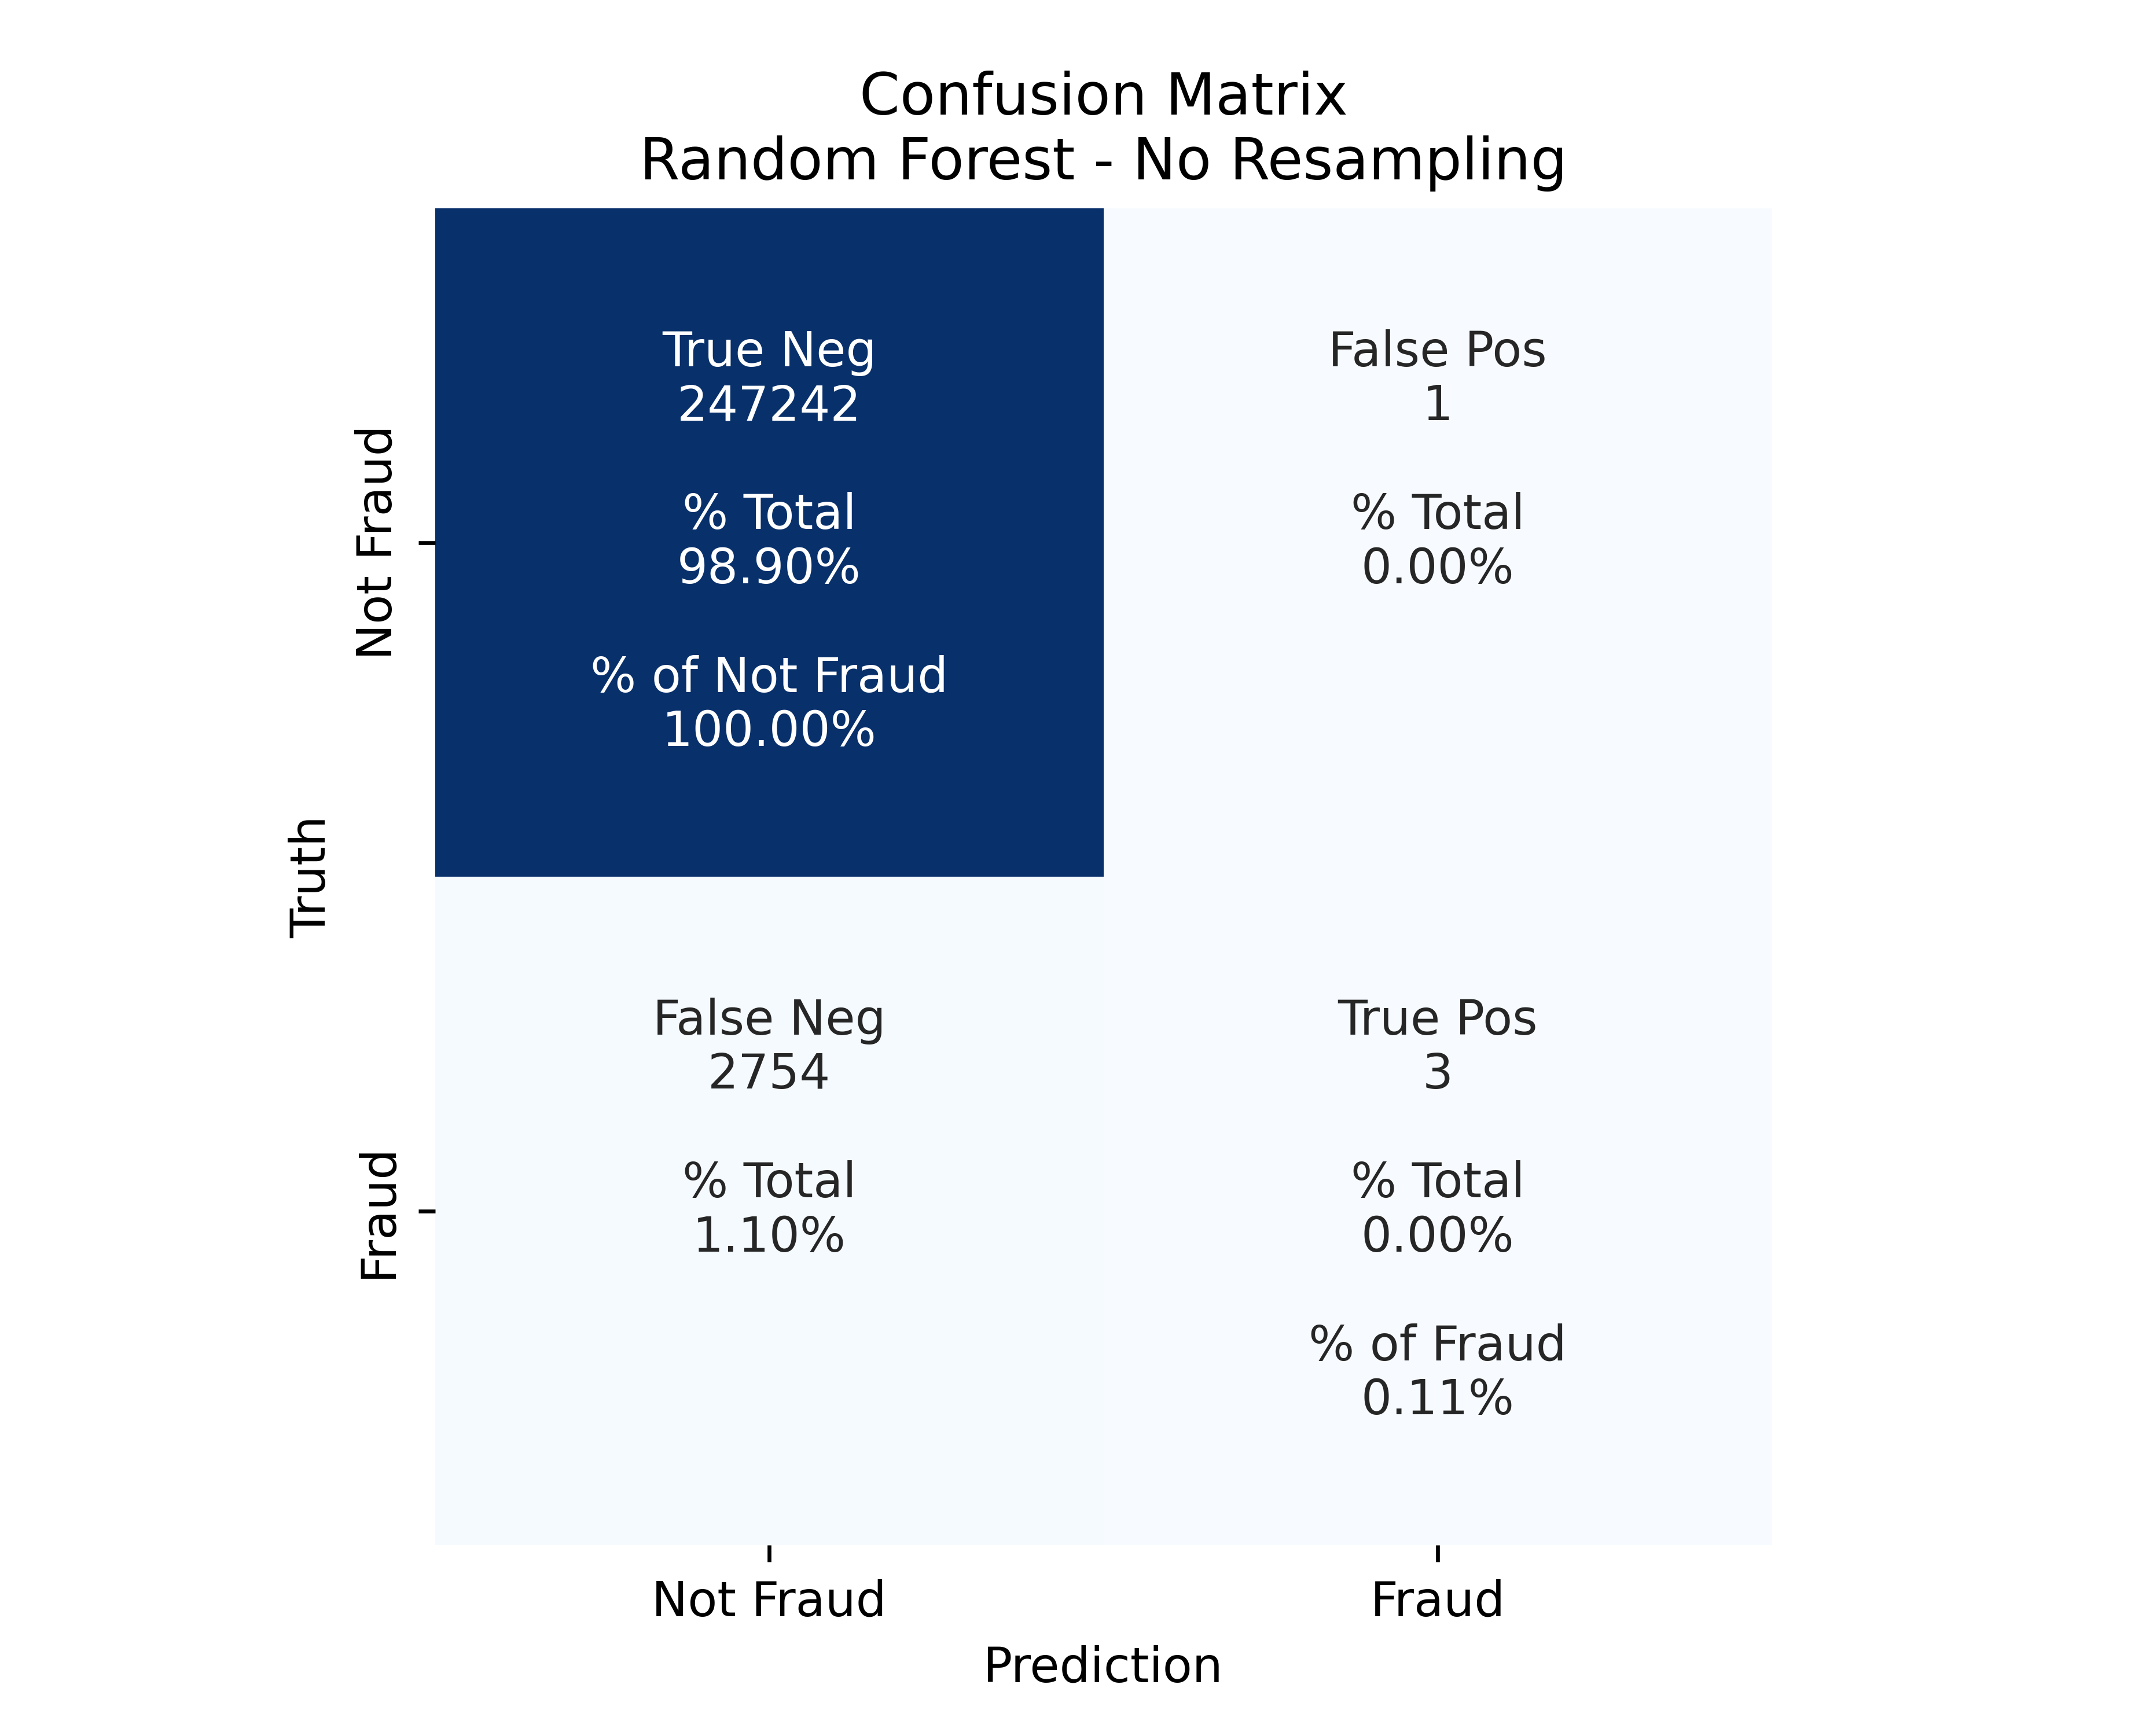 Confusion Matrix
Random Forest - No Resampling
True Neg
247242
% Total
98.90%
% of Not Fraud
100.00%
False Pos
1
% Total
0.00%
False Neg
2754
% Total
1.10%
True Pos
3
% Total
0.00%
% of Fraud
0.11%
Truth
Not Fraud
Fraud
Not Fraud
Fraud
Prediction